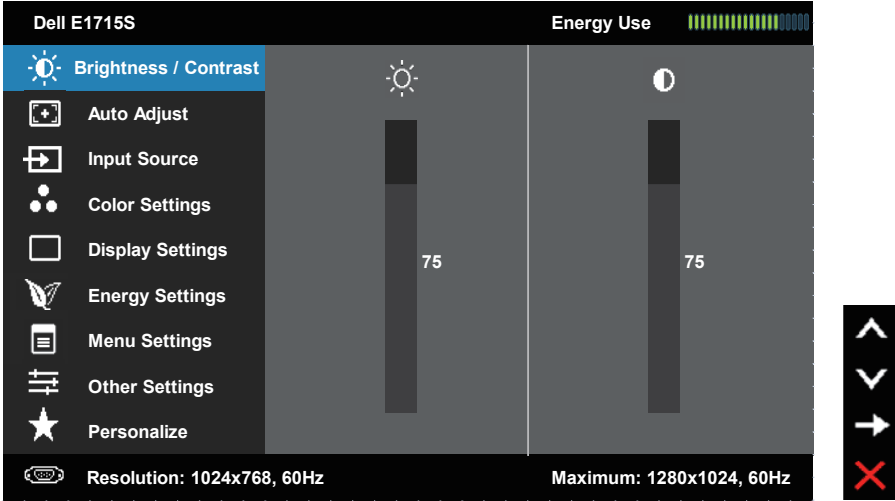 Dell E1715S
Energy Use
Brightness / Contrast
Auto Adjust
Input Source
Color Settings
Display Settings
Energy Settings
Menu Settings
Other Settings
Personalize
75
75
Resolution: 1024x768, 60Hz
Maximum: 1280x1024, 60Hz